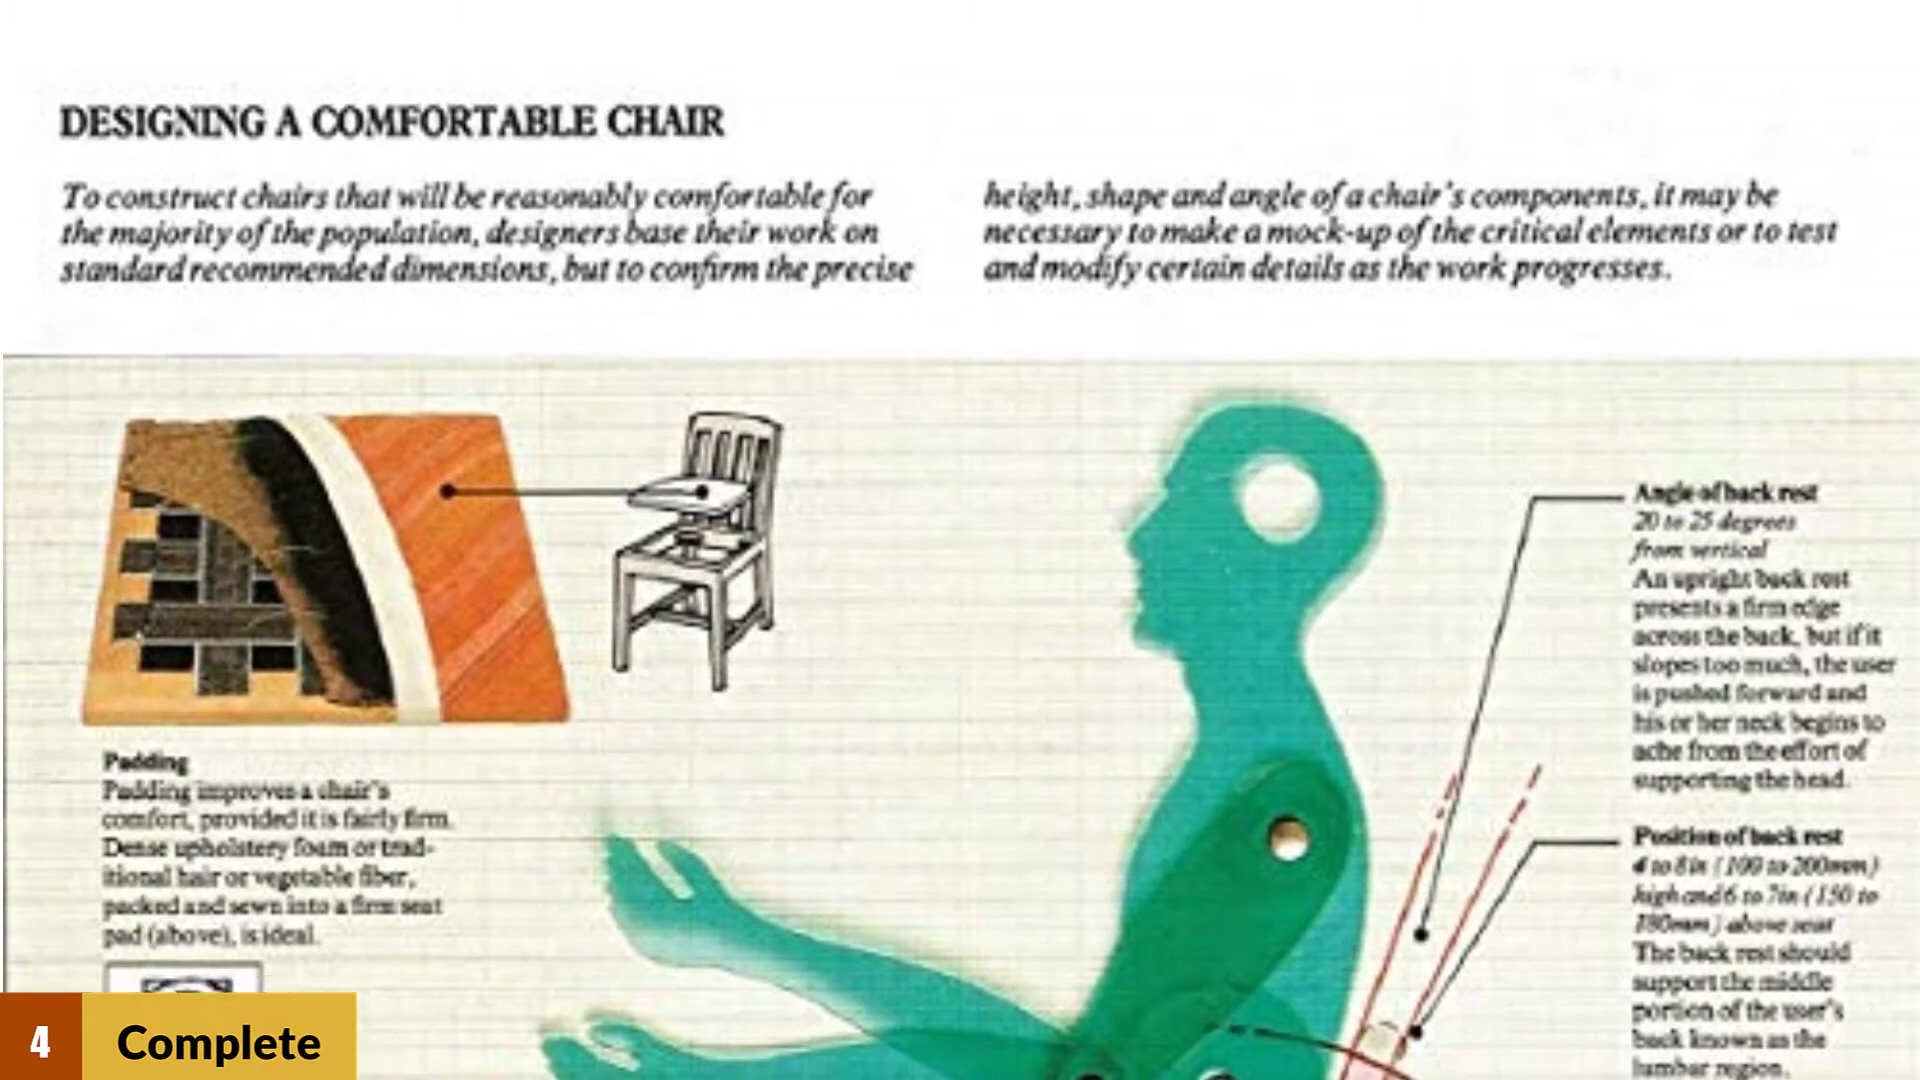 DESIGNING A COMFORTABLE CHAIR
To construct chairs that will be reasonably comfortable for
the majority of the population, designers base their work on
standard recommended dimensions, but to confirm the precise
height, shape and angle of a chair's components, it may be
necessary to make a mock-up of the critical elements or to test
and modify certain details as the work progresses.
Padding
Padding improves a chair's
comfort, provided it is fairly firm.
Dense upholstery foam or trad-
itional hair or vegetable fiber,
packed and sewn into a firm seat
pad (above), is ideal.
Angle of back rest
20 to 25 degrees
from vertical
An upright back rest
presents a firm edge
across the back, but if it
slopes too much, the user
is pushed forward and
his or her neck begins to
ache from the effort of
supporting the head.
Position of back rest
4 to 8in (100 to 200mm)
high and 6 to 7in (150 to
180mm) above seat
The back rest should
support the middle
portion of the user's
back known as the
lumbar region.
4 Complete